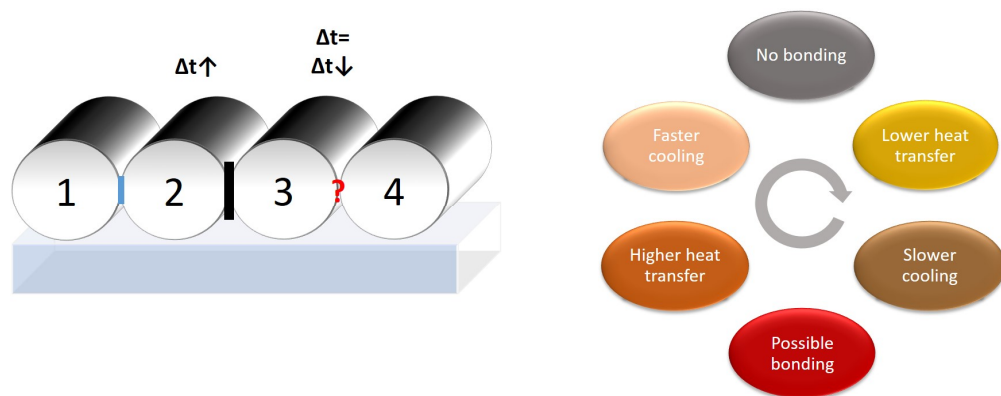 Δt↑
Δt=
Δt↓
1
2
3
?
4
No bonding
Faster
cooling
Lower heat
transfer
Higher heat
transfer
Slower
cooling
Possible
bonding